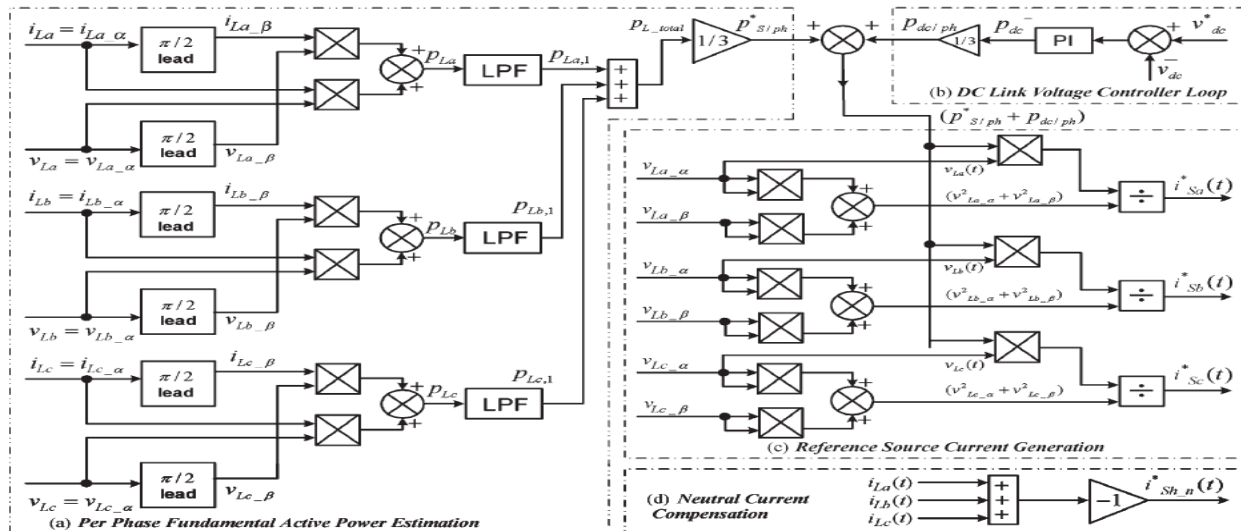 i_La = i_La_α
π/2
lead
i_La_β
+
+
p_La
LPF
p_La,1
v_La = v_La_α
π/2
lead
v_La_β
i_Lb = i_Lb_α
π/2
lead
i_Lb_β
+
+
p_Lb
LPF
p_Lb,1
v_Lb = v_Lb_α
π/2
lead
v_Lb_β
i_Lc = i_Lc_α
π/2
lead
i_Lc_β
+
+
p_Lc
LPF
p_Lc,1
v_Lc = v_Lc_α
π/2
lead
v_Lc_β
(a) Per Phase Fundamental Active Power Estimation
+
+
+
p_L_total
1/3
p*_S/ph
+
+
p_dc/ph
1/3
p_dc^-
PI
+
v*_dc
-
v_dc
(b) DC Link Voltage Controller Loop
(p*_S/ph + p_dc/ph)
v_La_α
v_La(t)
+
(v²_La_α + v²_La_β)
÷
i*_Sa(t)
v_La_β
+
v_Lb_α
v_Lb(t)
+
(v²_Lb_α + v²_Lb_β)
÷
i*_Sb(t)
v_Lb_β
+
v_Lc_α
v_Lc(t)
+
(v²_Lc_α + v²_Lc_β)
÷
i*_Sc(t)
v_Lc_β
+
(c) Reference Source Current Generation
(d) Neutral Current
Compensation
i_La(t)
i_Lb(t)
i_Lc(t)
+
+
+
-1
i*_Sh_n(t)